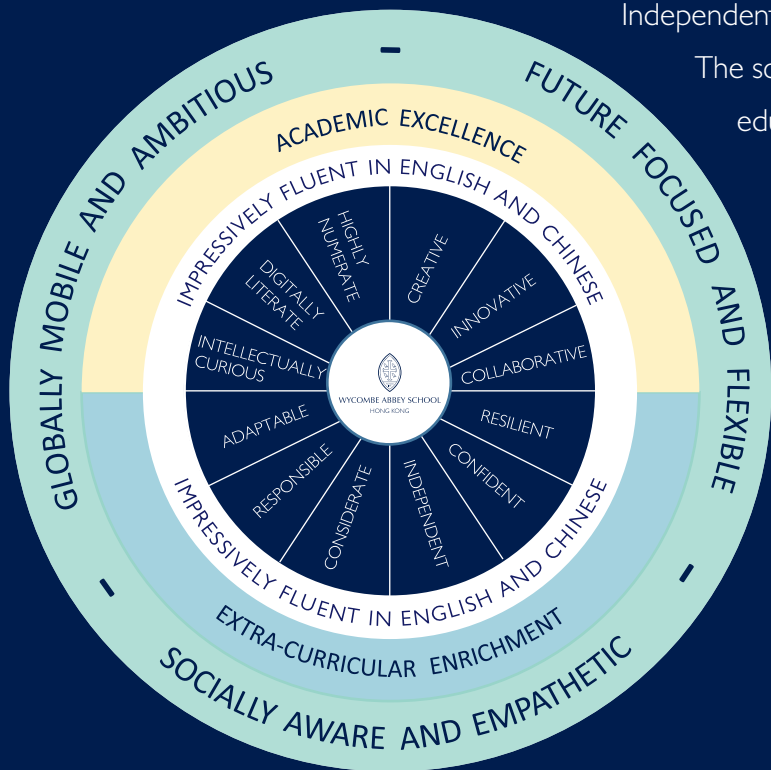 Independent
The
GLOBALLY MOBILE AND AMBITIOUS
-
FUTURE FOCUSED AND FLEXIBLE
-
SOCIALLY AWARE AND EMPATHETIC
-
ACADEMIC EXCELLENCE
EXTRA-CURRICULAR ENRICHMENT
IMPRESSIVELY FLUENT IN ENGLISH AND CHINESE
IMPRESSIVELY FLUENT IN ENGLISH AND CHINESE
CREATIVE
INNOVATIVE
COLLABORATIVE
RESILIENT
CONFIDENT
INDEPENDENT
CONSIDERATE
RESPONSIBLE
ADAPTABLE
INTELLECTUALLY
CURIOUS
DIGITALLY
LITERATE
HIGHLY
NUMERATE
WYCOMBE ABBEY SCHOOL
HONG KONG